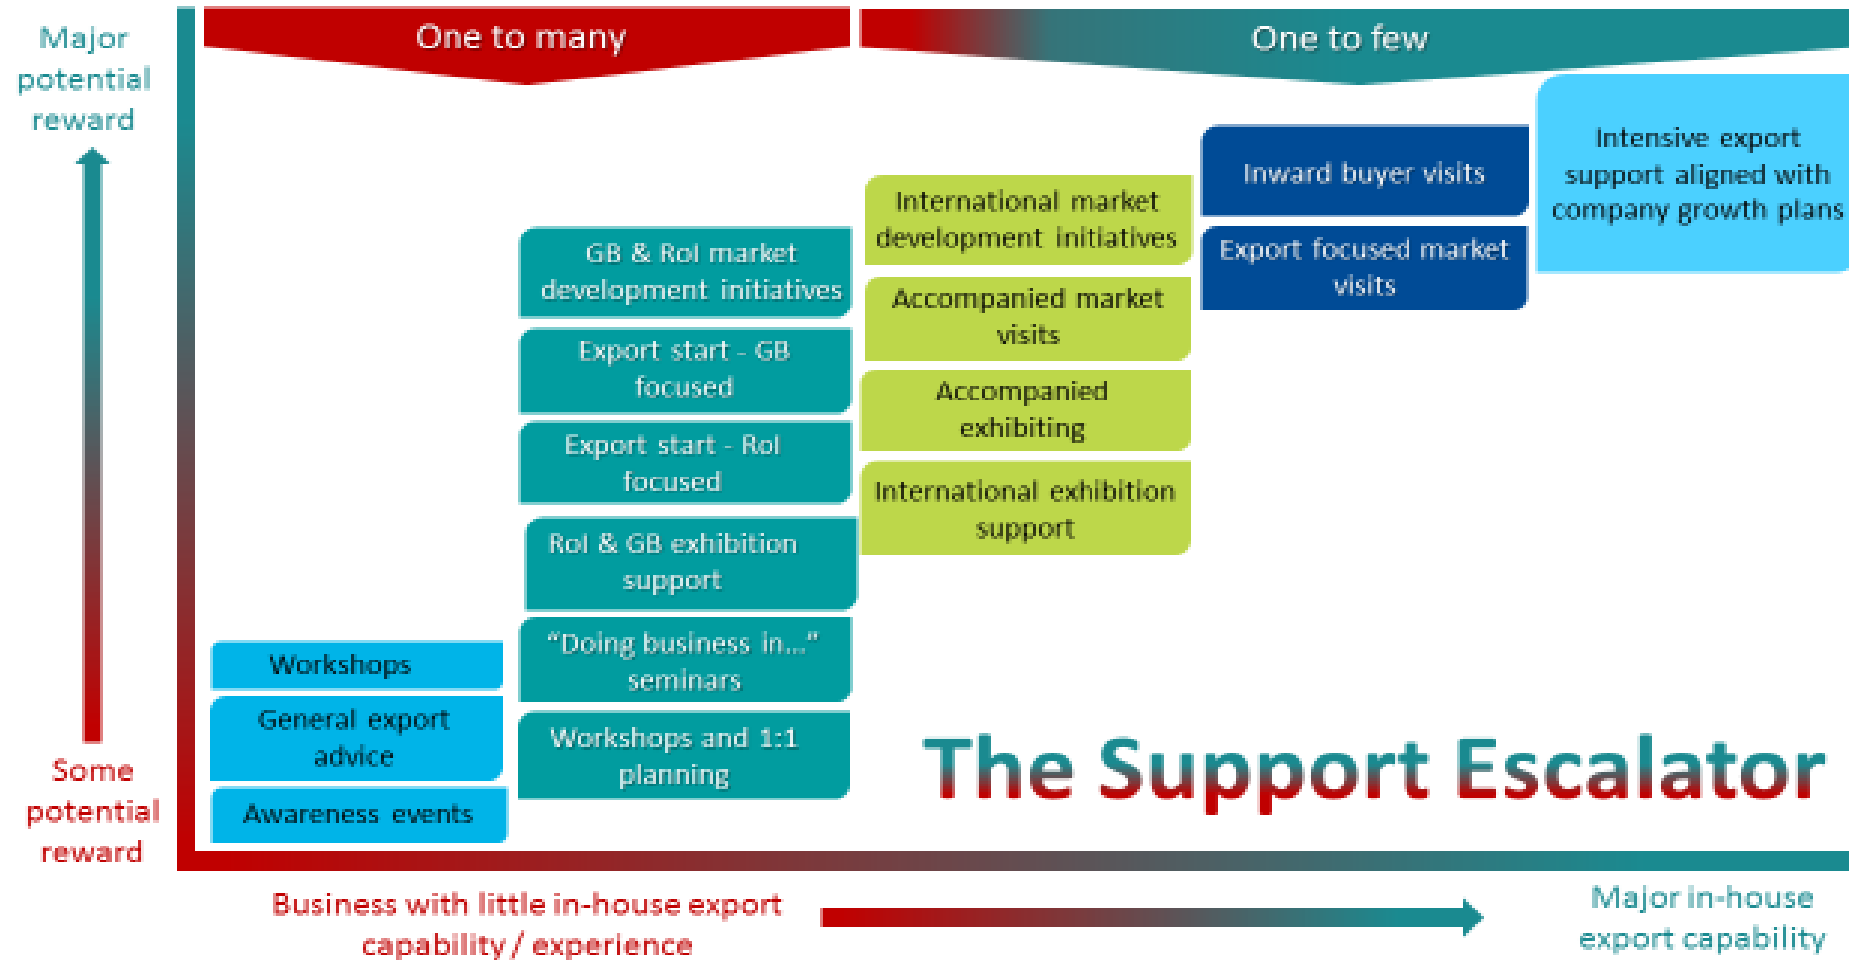 Major
potential
reward
One to many
One to few
Intensive export
support aligned with
company growth plans
Inward buyer visits
Export focused market
visits
International market
development initiatives
Accompanied market
visits
Accompanied
exhibiting
International exhibition
support
GB & RoI market
development initiatives
Export start - GB
focused
Export start - RoI
focused
RoI & GB exhibition
support
“Doing business in...”
seminars
Workshops and 1:1
planning
Workshops
General export
advice
Awareness events
The Support Escalator
Some
potential
reward
Business with little in-house export
capability / experience
Major in-house
export capability